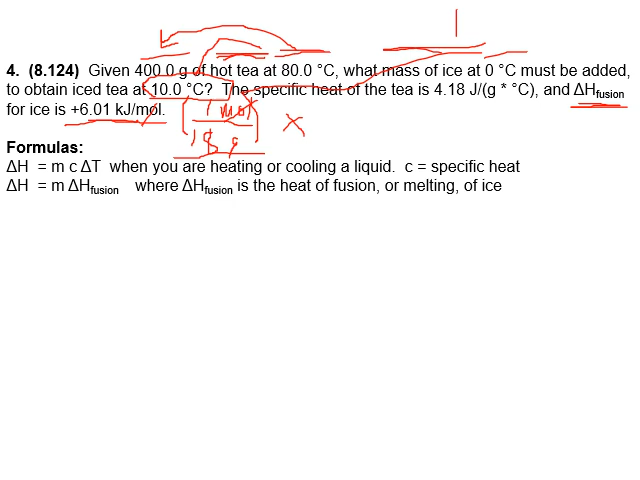 4. (8.124) Given 400.0 g of hot tea at 80.0 °C, what mass of ice at 0 °C must be added,
to obtain iced tea at 10.0 °C? The specific heat of the tea is 4.18 J/(g * °C), and ΔHfusion
for ice is +6.01 kJ/mol.
1 mol
18 g
x
Formulas:
ΔH = m c ΔT when you are heating or cooling a liquid. c = specific heat
ΔH = m ΔHfusion where ΔHfusion is the heat of fusion, or melting, of ice